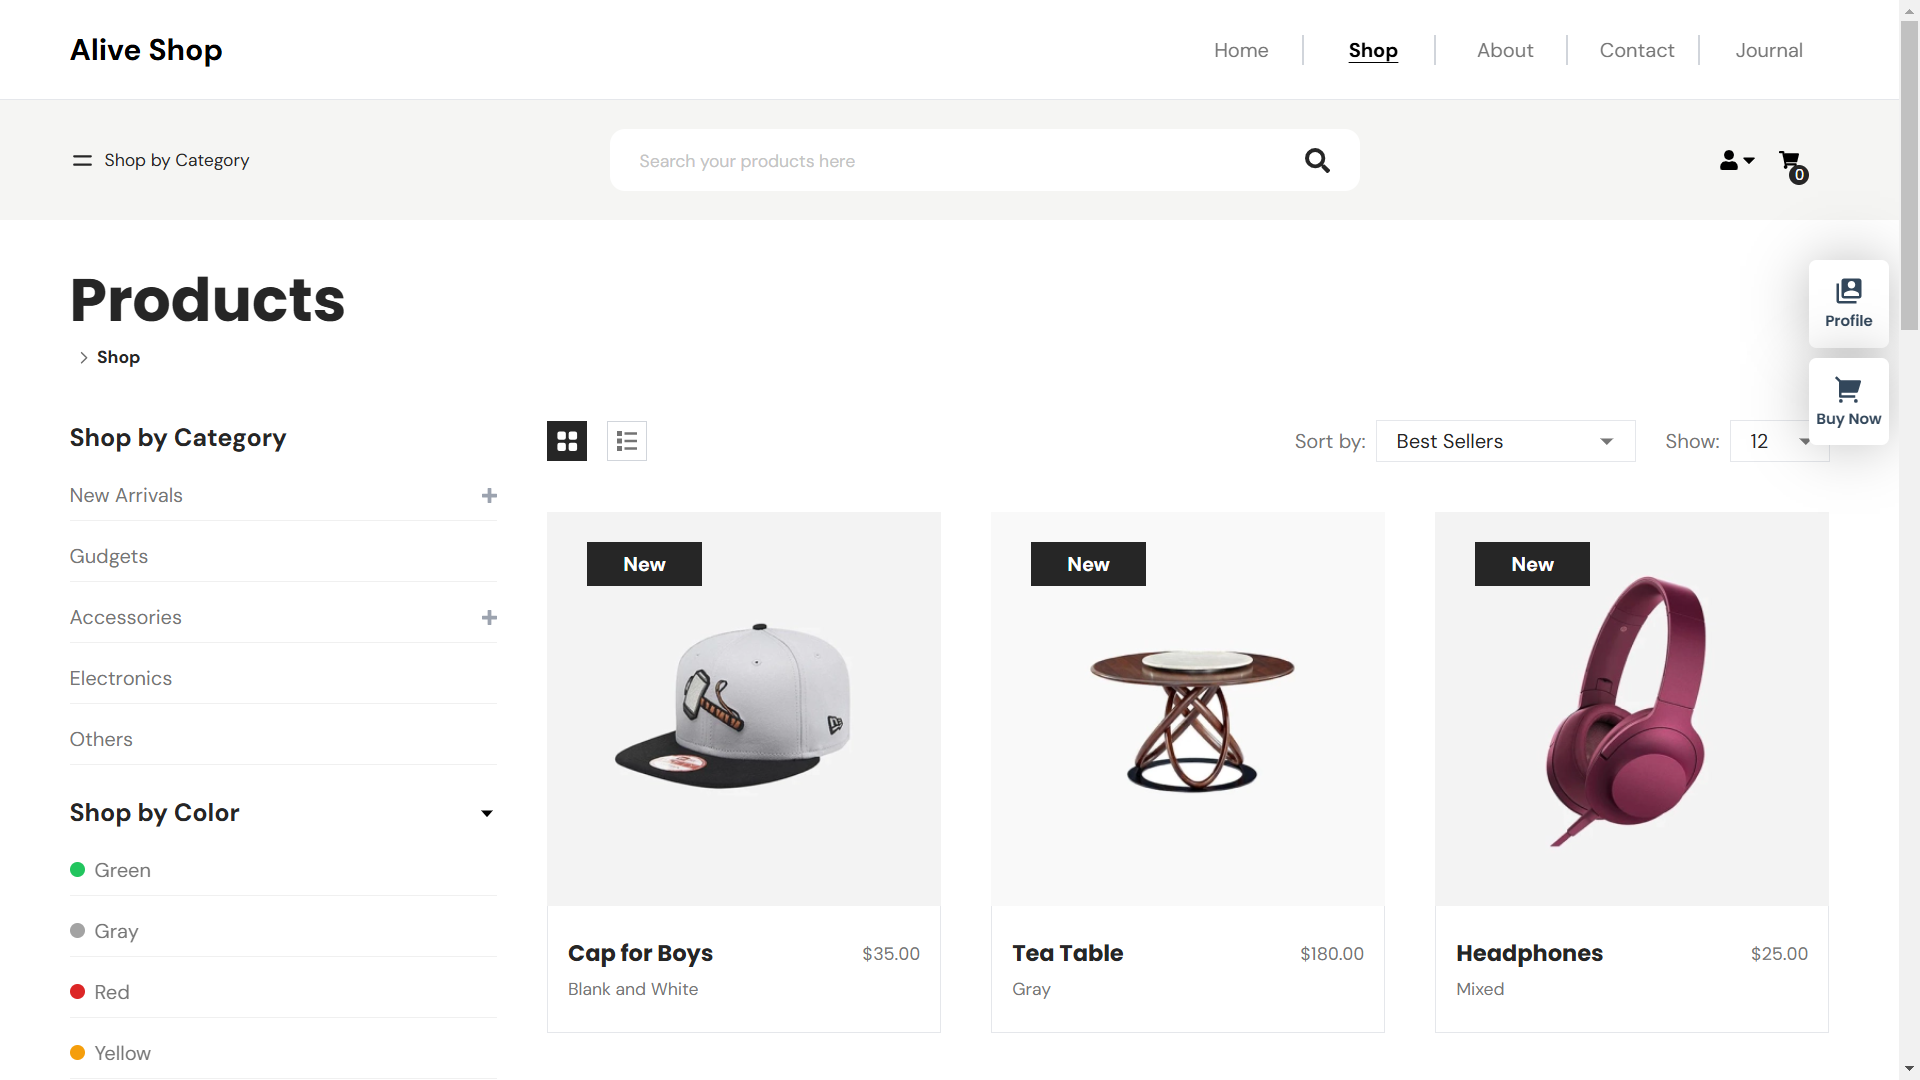 Alive Shop
Home
Shop
About
Contact
Journal
Shop by Category
Search your products here
0
Products
Shop
Profile
Buy Now
Shop by Category
New Arrivals
Gudgets
Accessories
Electronics
Others
Shop by Color
Green
Gray
Red
Yellow
Sort by:
Best Sellers
Show:
12
New
Cap for Boys
$35.00
Blank and White
New
Tea Table
$180.00
Gray
New
Headphones
$25.00
Mixed